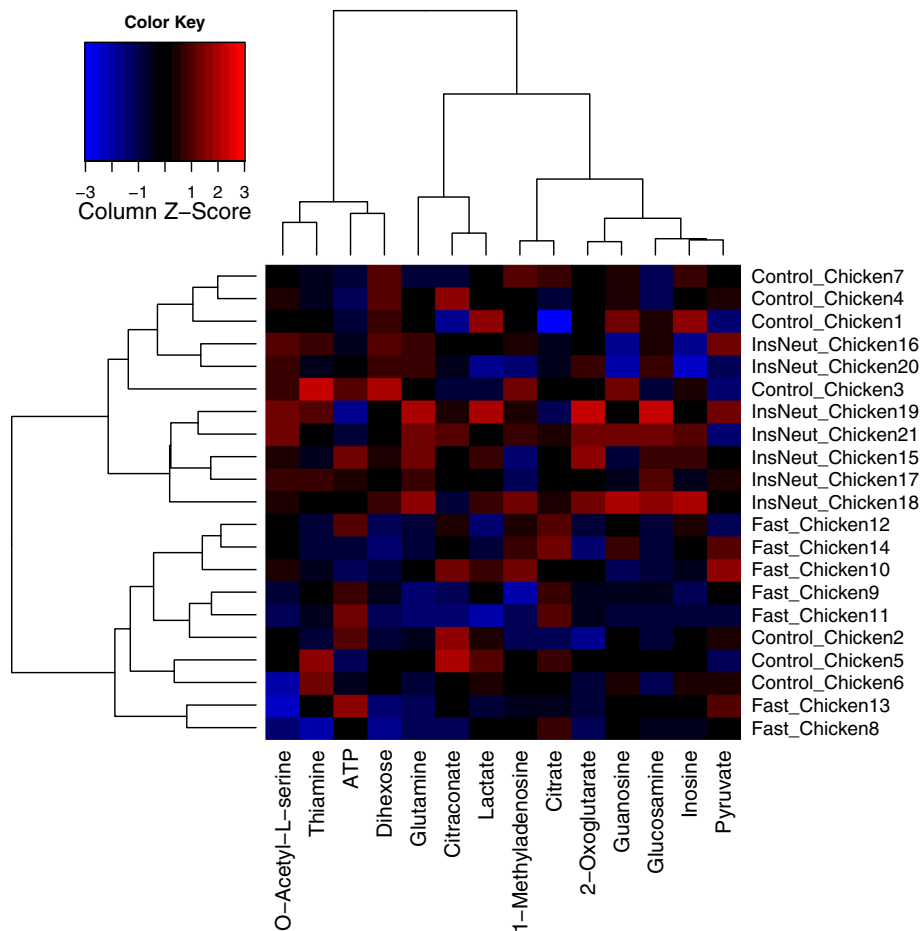 Color Key
−3 −1 1 2 3
Column Z−Score
Control_Chicken7
Control_Chicken4
Control_Chicken1
InsNeut_Chicken16
InsNeut_Chicken20
Control_Chicken3
InsNeut_Chicken19
InsNeut_Chicken21
InsNeut_Chicken15
InsNeut_Chicken17
InsNeut_Chicken18
Fast_Chicken12
Fast_Chicken14
Fast_Chicken10
Fast_Chicken9
Fast_Chicken11
Control_Chicken2
Control_Chicken5
Control_Chicken6
Fast_Chicken13
Fast_Chicken8
O−Acetyl−L−serine
Thiamine
ATP
Dihexose
Glutamine
Citraconate
Lactate
1−Methyladenosine
Citrate
2−Oxoglutarate
Guanosine
Glucosamine
Inosine
Pyruvate